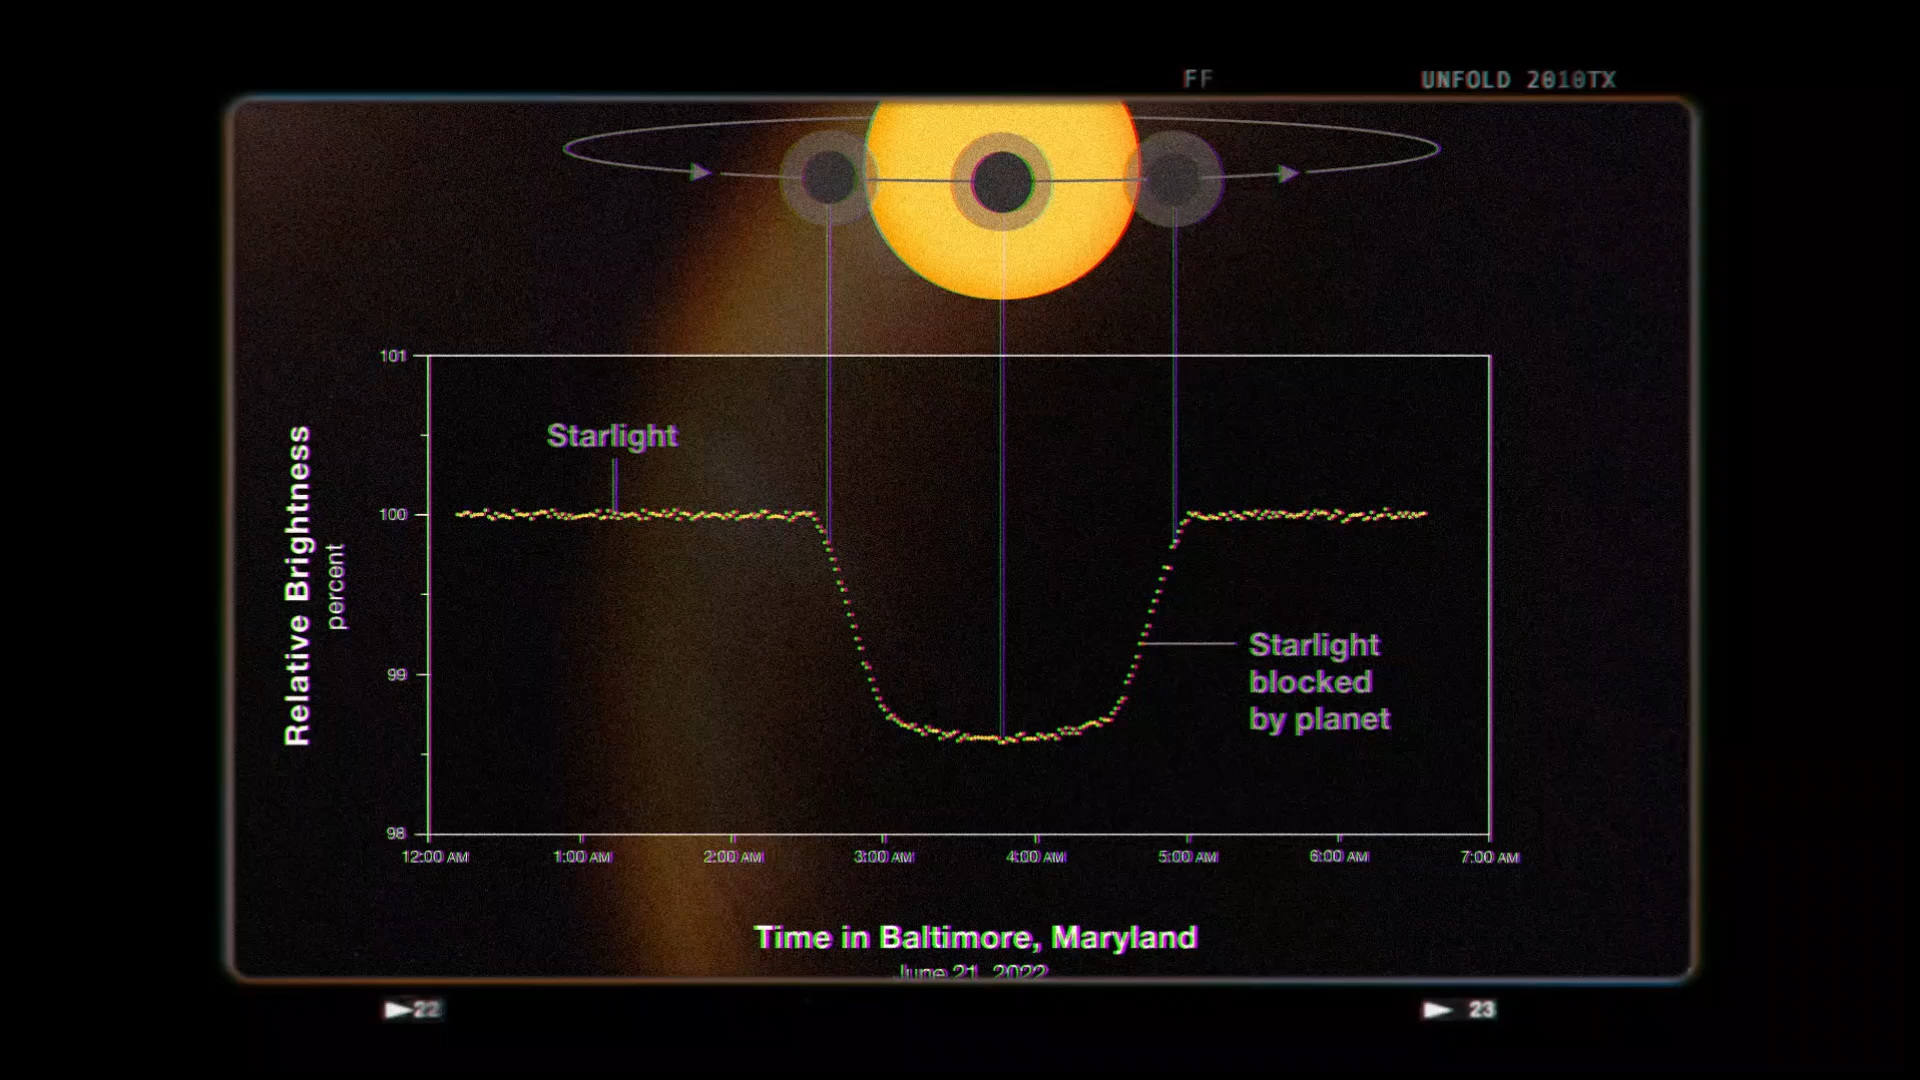 FF
UNFOLD 2010TX
101
Starlight
100
Relative Brightness
percent
Starlight
blocked
by planet
99
98
12:00 AM
1:00 AM
2:00 AM
3:00 AM
4:00 AM
5:00 AM
6:00 AM
7:00 AM
Time in Baltimore, Maryland
June 21, 2022
22
23